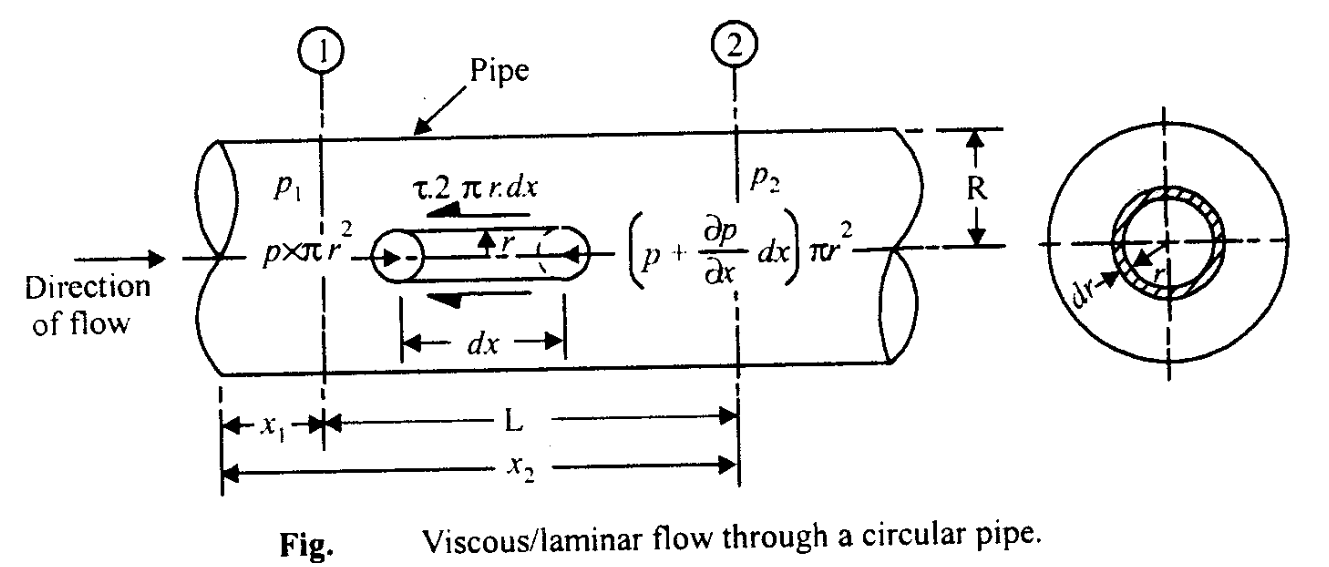 1
2
Pipe
p₁
τ.2 π r.dx
p₂
R
p×π r²
r
(p + ∂p/∂x dx) πr²
Direction
of flow
dx
dr
r
x₁
L
x₂
Fig. Viscous/laminar flow through a circular pipe.